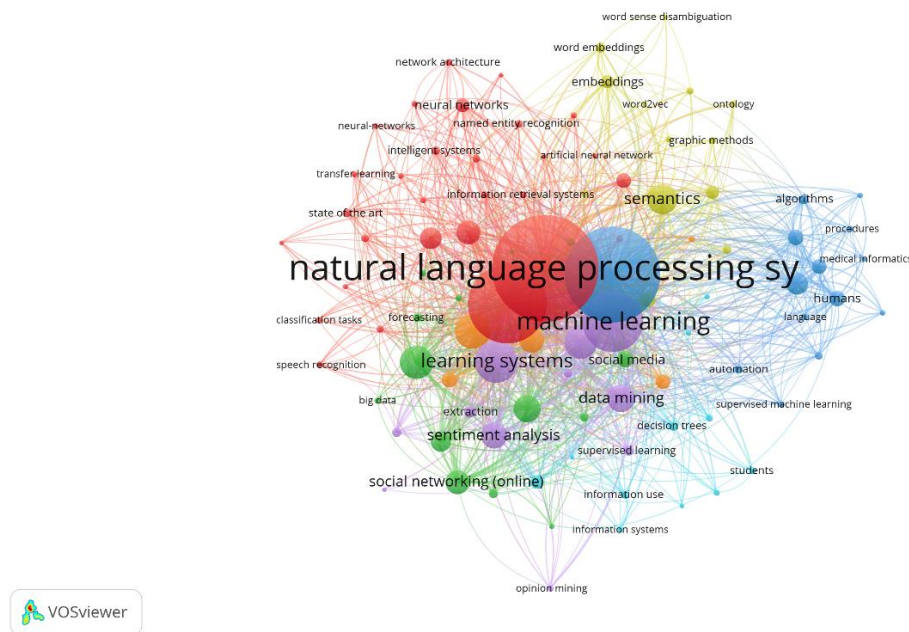 word sense disambiguation
word embeddings
network architecture
embeddings
neural networks
word2vec
ontology
neural-networks
named entity recognition
graphic methods
intelligent systems
artificial neural network
transfer learning
information retrieval systems
semantics
algorithms
state of the art
procedures
natural language processing sy
medical informatics
humans
classification tasks
forecasting
machine learning
language
speech recognition
learning systems
social media
automation
big data
extraction
data mining
supervised machine learning
sentiment analysis
decision trees
supervised learning
students
social networking (online)
information use
information systems
opinion mining
VOSviewer